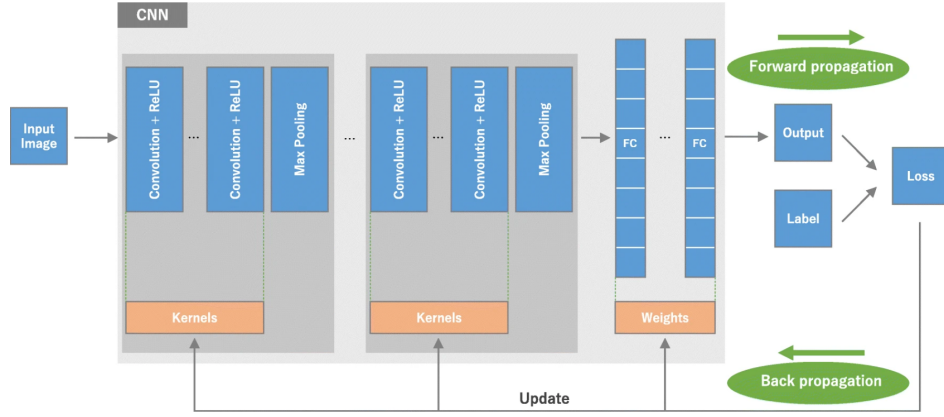 CNN
Forward propagation
Input
Image
Convolution + ReLU
...
Convolution + ReLU
Max Pooling
...
Convolution + ReLU
...
Convolution + ReLU
Max Pooling
FC
...
FC
Output
Label
Loss
Kernels
Kernels
Weights
Back propagation
Update